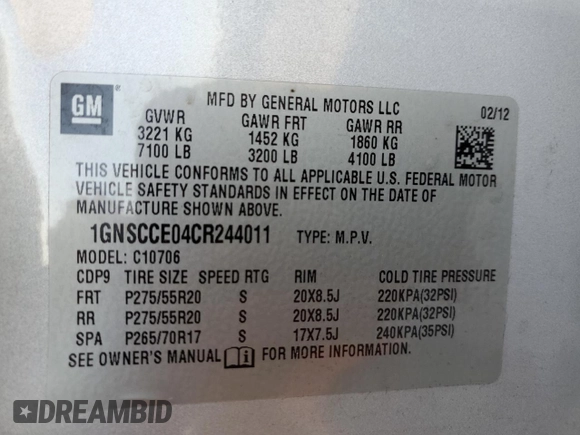 GM
MFD BY GENERAL MOTORS LLC
02/12
GVWR GAWR FRT GAWR RR
3221 KG 1452 KG 1860 KG
7100 LB 3200 LB 4100 LB
THIS VEHICLE CONFORMS TO ALL APPLICABLE U.S. FEDERAL MOTOR
VEHICLE SAFETY STANDARDS IN EFFECT ON THE DATE OF
MANUFACTURE SHOWN ABOVE.
1GNSCCE04CR244011 TYPE: M.P.V.
MODEL: C10706
CDP9 TIRE SIZE SPEED RTG RIM COLD TIRE PRESSURE
FRT P275/55R20 S 20X8.5J 220KPA(32PSI)
RR P275/55R20 S 20X8.5J 220KPA(32PSI)
SPA P265/70R17 S 17X7.5J 240KPA(35PSI)
SEE OWNER'S MANUAL FOR MORE INFORMATION.
DREAMBID